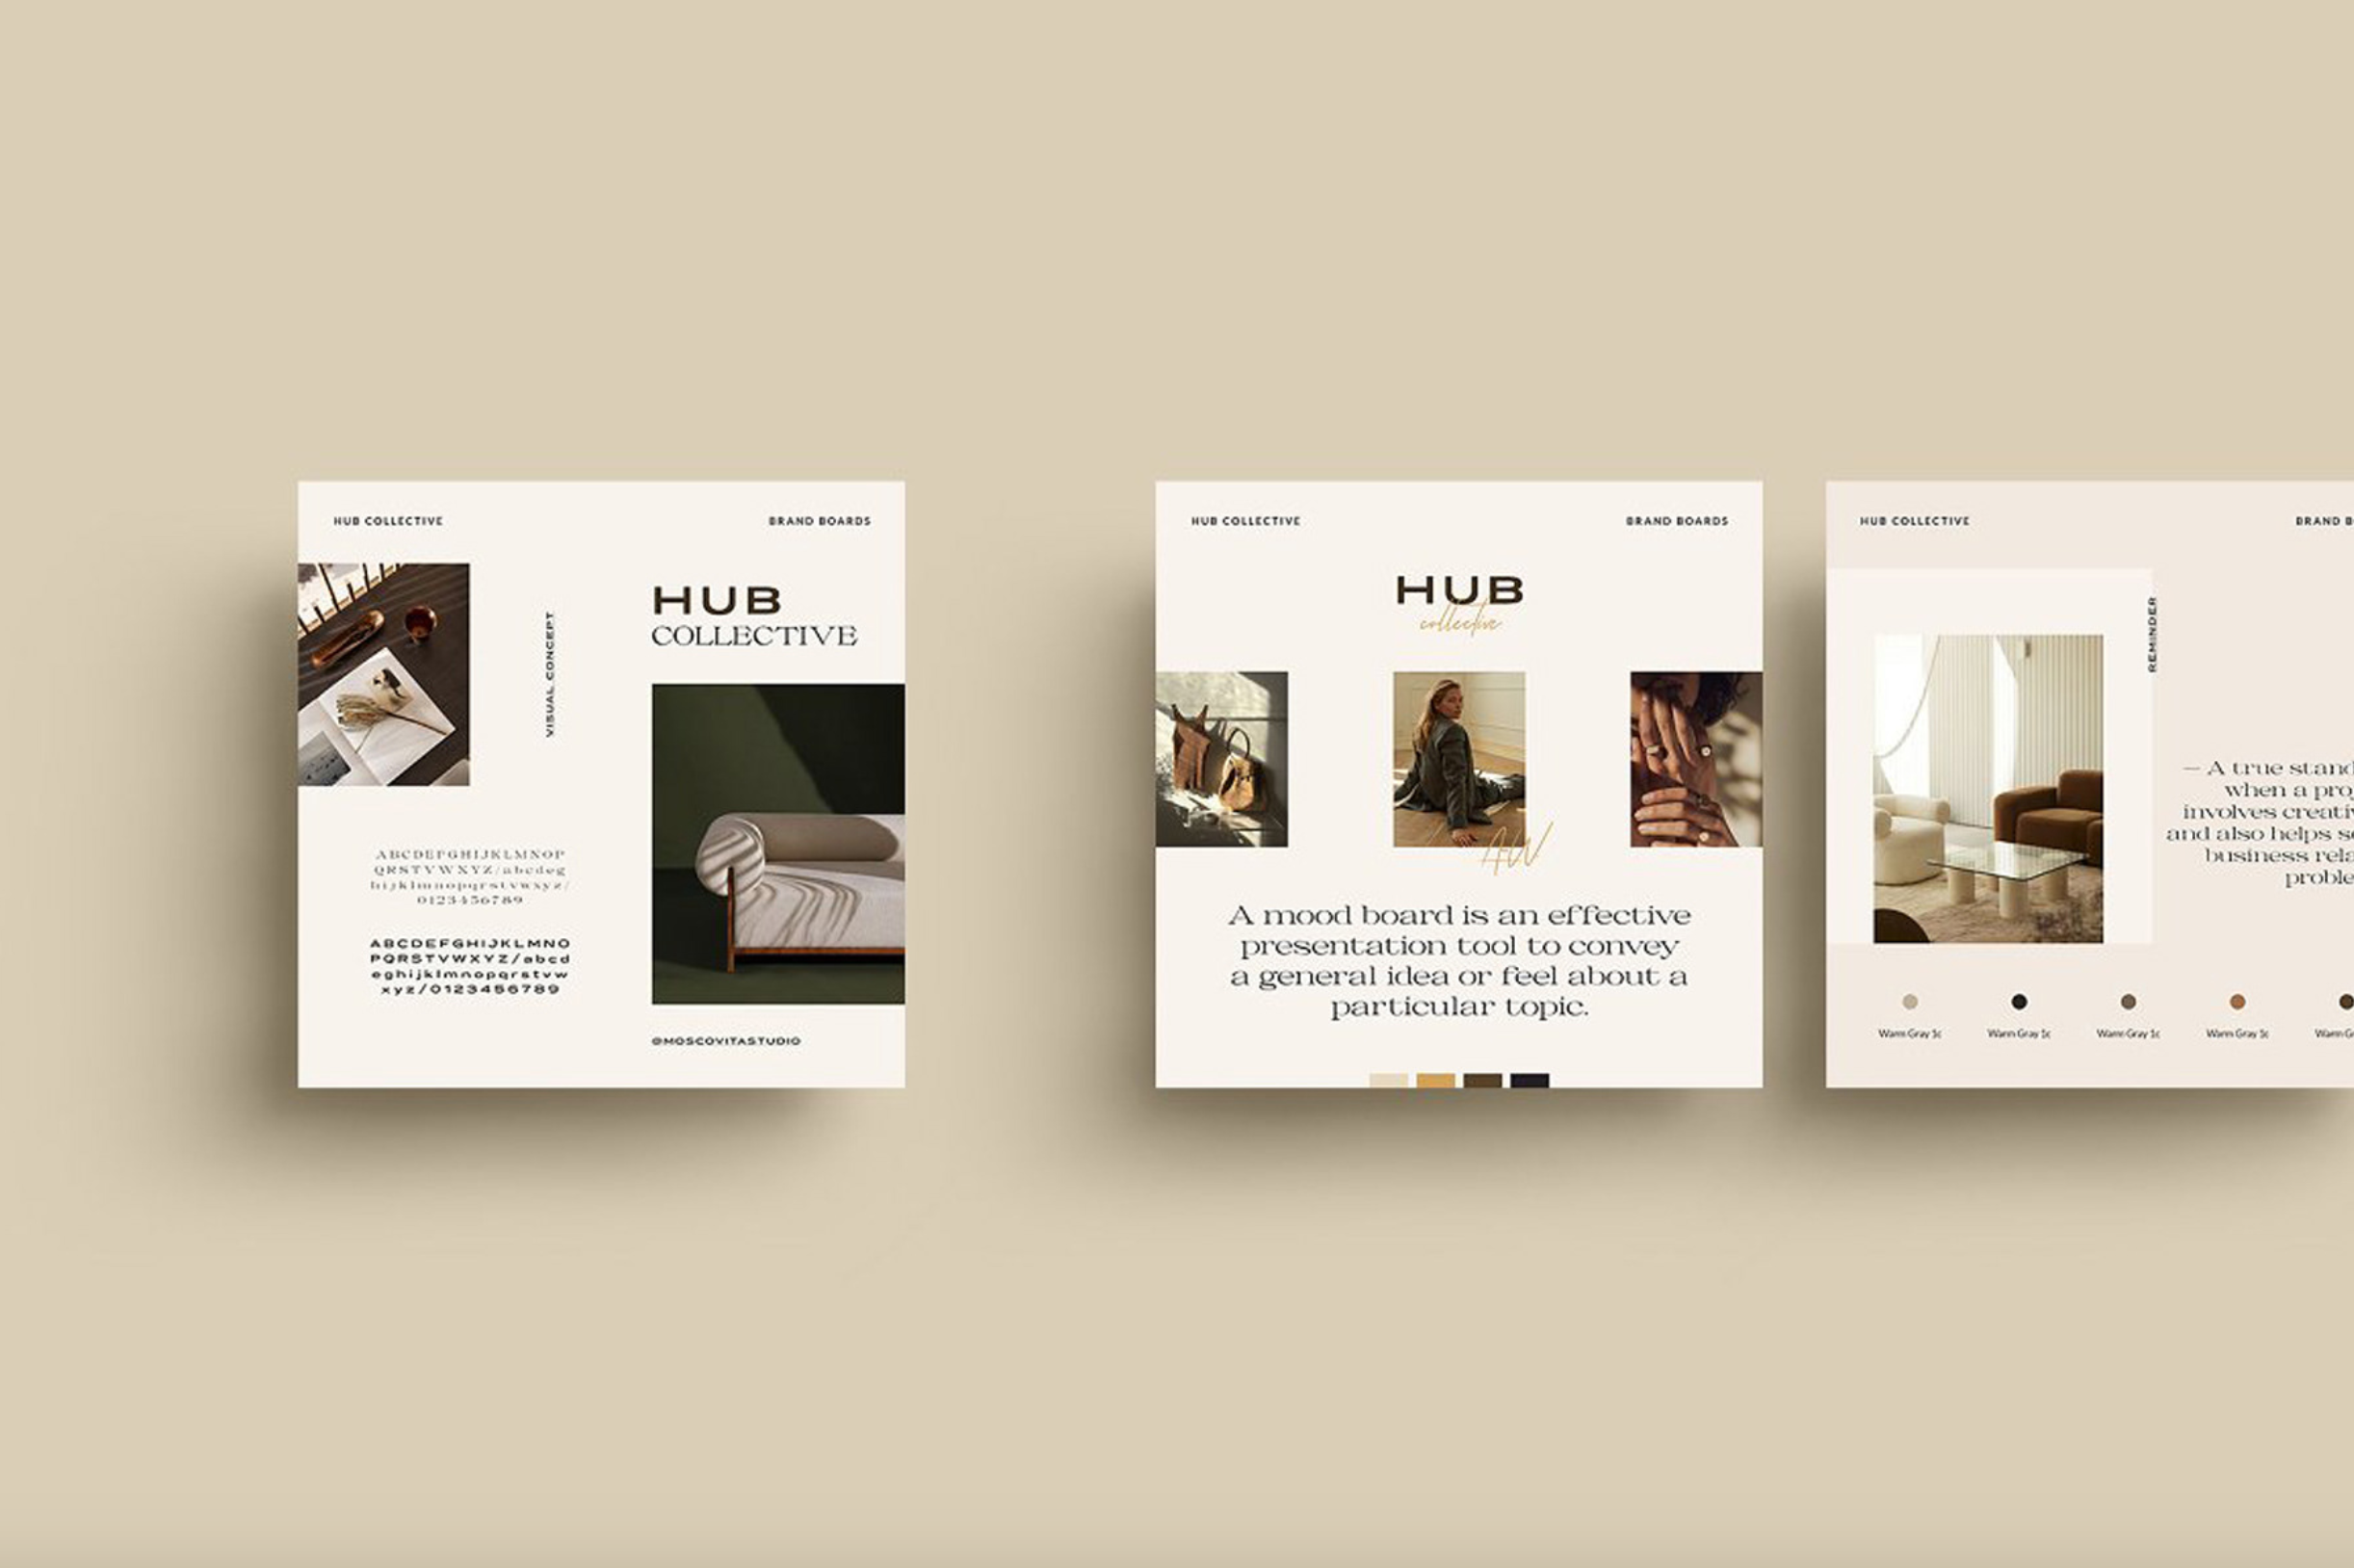 HUB COLLECTIVE
BRAND BOARDS
VISUAL CONCEPT
HUB
COLLECTIVE
ABCDEFGHIJKLMNOP
QRSTVWXYZ/abcdeg
hijklmnopqrstvwxyz/
0123456789
ABCDEFGHIJKLMNO
PQRSTVWXYZ/abcd
eghijklmnopqrstvw
xyz/0123456789
@MOSCOVITASTUDIO
HUB COLLECTIVE
BRAND BOARDS
HUB
collective
AW
A mood board is an effective
presentation tool to convey
a general idea or feel about a
particular topic.
HUB COLLECTIVE
BRAND B
REMINDER
— A true stand
when a pro
involves creati
and also helps s
business rela
proble
Warm Gray 1c
Warm Gray 1c
Warm Gray 1c
Warm Gray 1c
Warm G